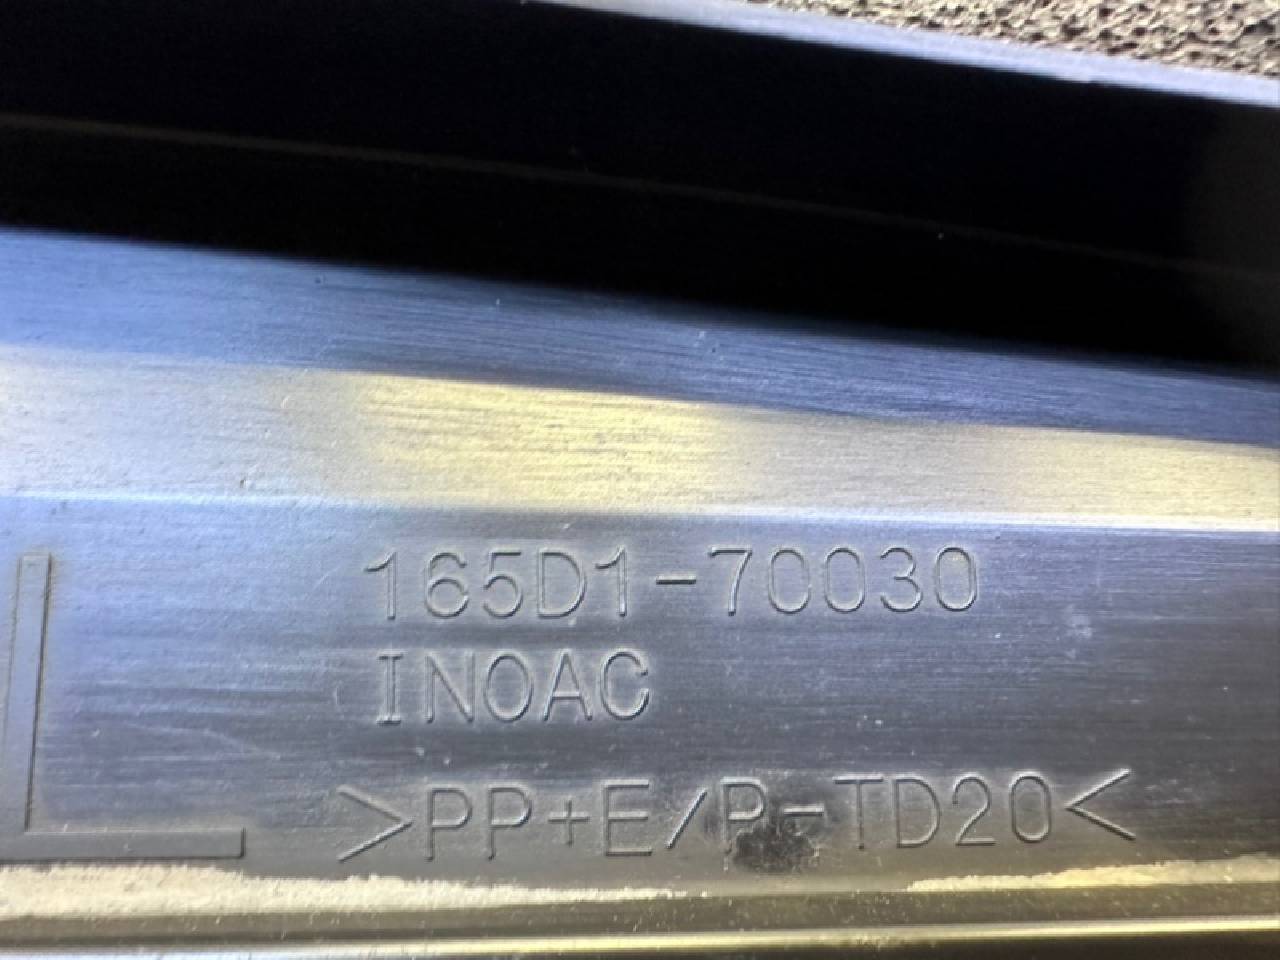 165D1-70030
INOAC
>PP+E/P-TD20<
L